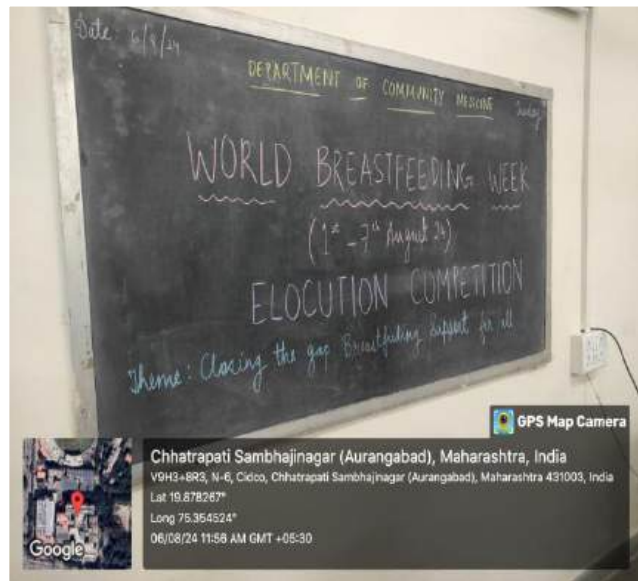 Date: 6/8/24
DEPARTMENT OF COMMUNITY MEDICINE
Tuesday
WORLD BREASTFEEDING WEEK
(1st - 7th August 24)
ELOCUTION COMPETITION
Theme: Closing the gap Breastfeeding Support for all
GPS Map Camera
Chhatrapati Sambhajinagar (Aurangabad), Maharashtra, India
V9H3+8R3, N-6, Cidco, Chhatrapati Sambhajinagar (Aurangabad), Maharashtra 431003, India
Lat 19.878267°
Long 75.354524°
06/08/24 11:56 AM GMT +05:30
Google